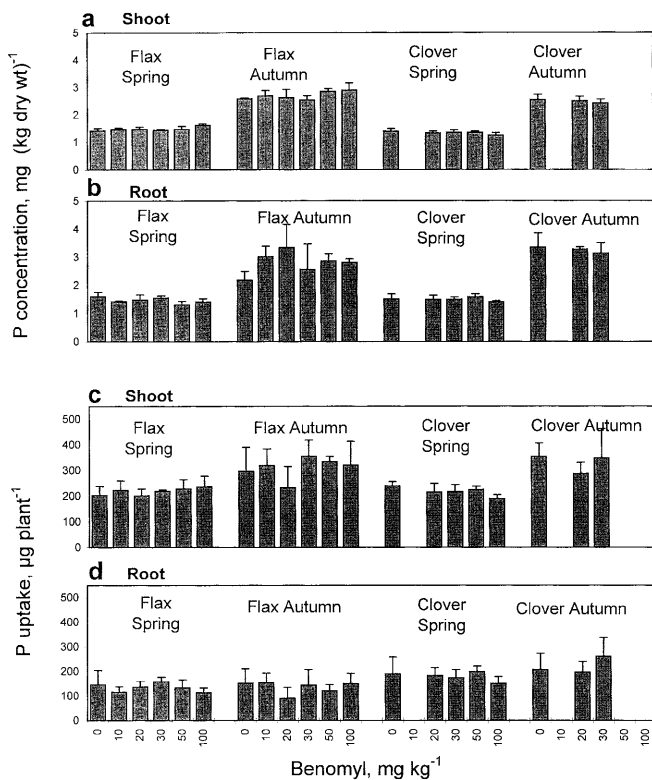 a Shoot
5
4
3
2
1
0
Flax Spring
Flax Autumn
Clover Spring
Clover Autumn
b Root
5
4
3
2
1
0
Flax Spring
Flax Autumn
Clover Spring
Clover Autumn
P concentration, mg (kg dry wt)⁻¹
c Shoot
500
400
300
200
100
0
Flax Spring
Flax Autumn
Clover Spring
Clover Autumn
d Root
500
400
300
200
100
0
Flax Spring
Flax Autumn
Clover Spring
Clover Autumn
P uptake, µg plant⁻¹
0 10 20 30 50 100 0 10 20 30 50 100 0 10 20 30 50 100 0 10 20 30 50 100
Benomyl, mg kg⁻¹